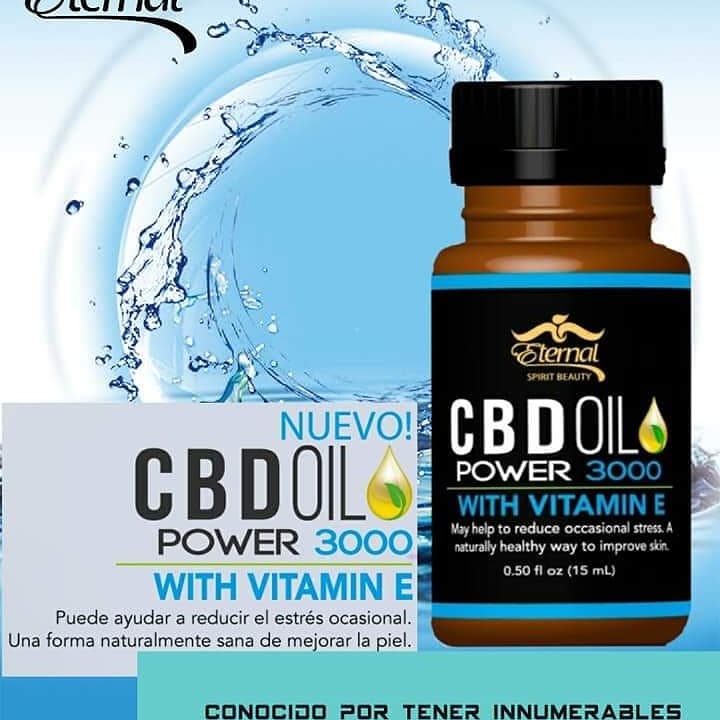 Eternal
Eternal
SPIRIT BEAUTY
CBD OIL
POWER 3000
WITH VITAMIN E
May help to reduce occasional stress. A
naturally healthy way to improve skin.
0.50 fl oz (15 mL)
NUEVO!
CBD OIL
POWER 3000
WITH VITAMIN E
Puede ayudar a reducir el estrés ocasional.
Una forma naturalmente sana de mejorar la piel.
CONOCIDO POR TENER INNUMERABLES